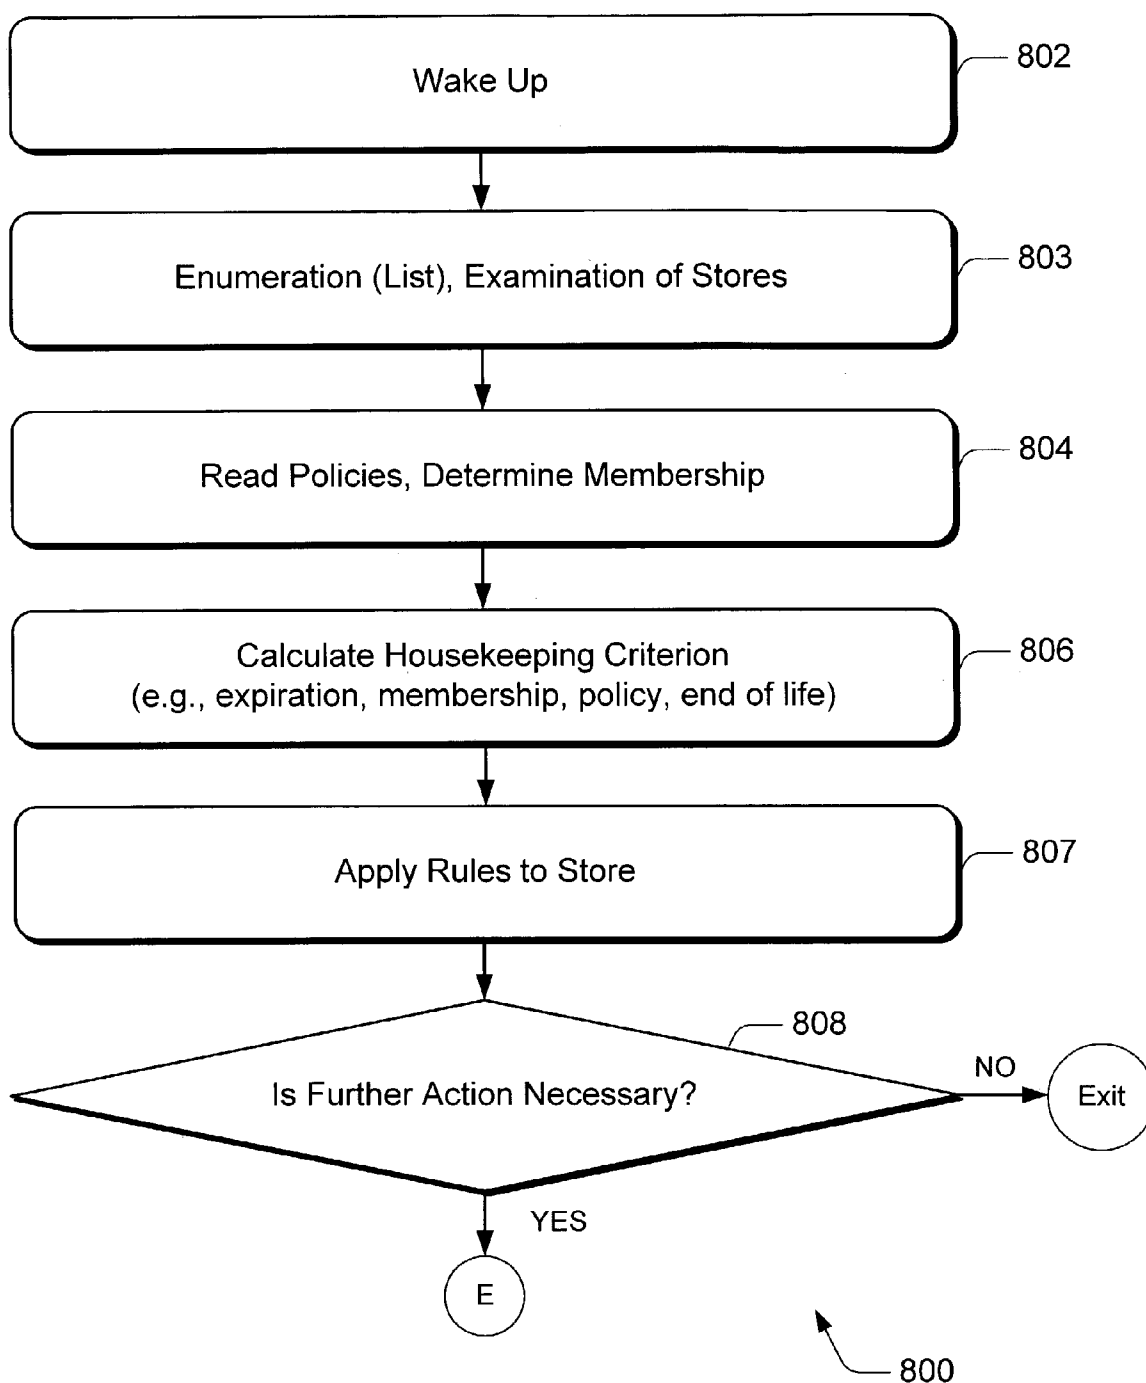 Wake Up
802
Enumeration (List), Examination of Stores
803
Read Policies, Determine Membership
804
Calculate Housekeeping Criterion
(e.g., expiration, membership, policy, end of life)
806
Apply Rules to Store
807
808
Is Further Action Necessary?
NO
Exit
YES
E
800